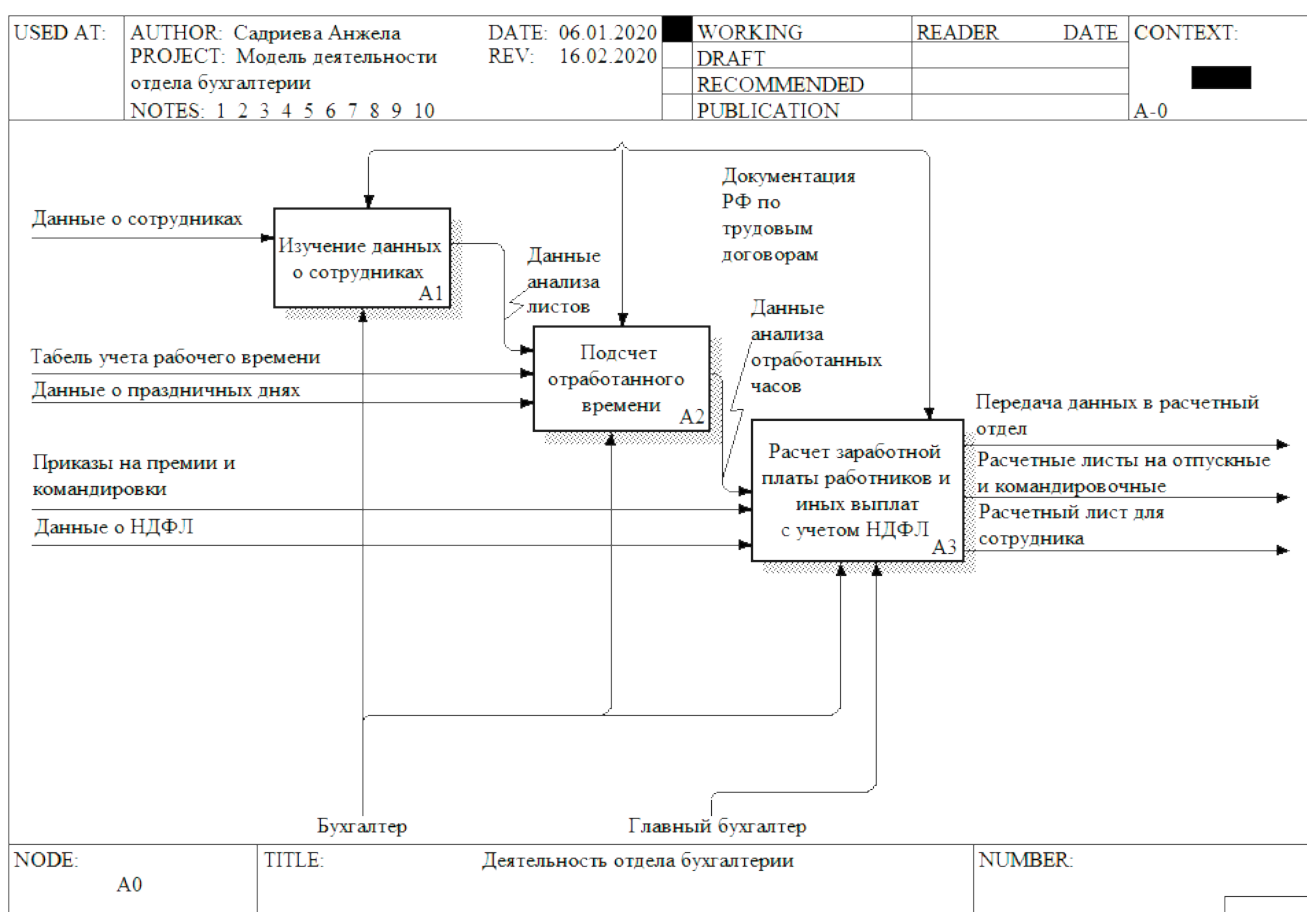 USED AT:
AUTHOR: Садриева Анжела
DATE: 06.01.2020
PROJECT: Модель деятельности
отдела бухгалтерии
REV: 16.02.2020
NOTES: 1 2 3 4 5 6 7 8 9 10
WORKING
DRAFT
RECOMMENDED
PUBLICATION
READER DATE
CONTEXT:
A-0
Данные о сотрудниках
Изучение данных
о сотрудниках
A1
Данные
анализа
листов
Документация
РФ по
трудовым
договорам
Табель учета рабочего времени
Данные о праздничных днях
Подсчет
отработанного
времени
A2
Данные
анализа
отработанных
часов
Приказы на премии и
командировки
Данные о НДФЛ
Расчет заработной
платы работников и
иных выплат
с учетом НДФЛ
A3
Передача данных в расчетный
отдел
Расчетные листы на отпускные
и командировочные
Расчетный лист для
сотрудника
Бухгалтер
Главный бухгалтер
NODE:
A0
TITLE:
Деятельность отдела бухгалтерии
NUMBER: